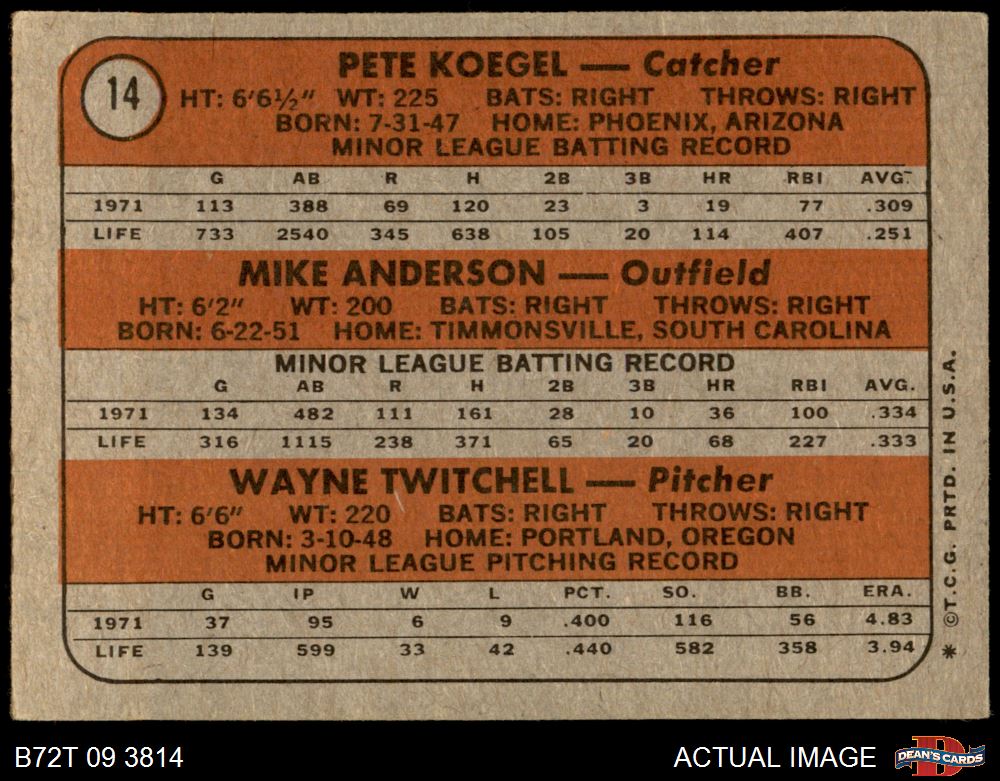 14
PETE KOEGEL — Catcher
HT: 6'6½" WT: 225 BATS: RIGHT THROWS: RIGHT
BORN: 7-31-47 HOME: PHOENIX, ARIZONA
MINOR LEAGUE BATTING RECORD
G AB R H 2B 3B HR RBI AVG.
1971 113 388 69 120 23 3 19 77 .309
LIFE 733 2540 345 638 105 20 114 407 .251
MIKE ANDERSON — Outfield
HT: 6'2" WT: 200 BATS: RIGHT THROWS: RIGHT
BORN: 6-22-51 HOME: TIMMONSVILLE, SOUTH CAROLINA
MINOR LEAGUE BATTING RECORD
G AB R H 2B 3B HR RBI AVG.
1971 134 482 111 161 28 10 36 100 .334
LIFE 316 1115 238 371 65 20 68 227 .333
WAYNE TWITCHELL — Pitcher
HT: 6'6" WT: 220 BATS: RIGHT THROWS: RIGHT
BORN: 3-10-48 HOME: PORTLAND, OREGON
MINOR LEAGUE PITCHING RECORD
G IP W L PCT. SO. BB. ERA.
1971 37 95 6 9 .400 116 56 4.83
LIFE 139 599 33 42 .440 582 358 3.94
* ©T.C.G. PRTD. IN U.S.A.
B72T 09 3814 ACTUAL IMAGE
D
DEAN'S CARDS